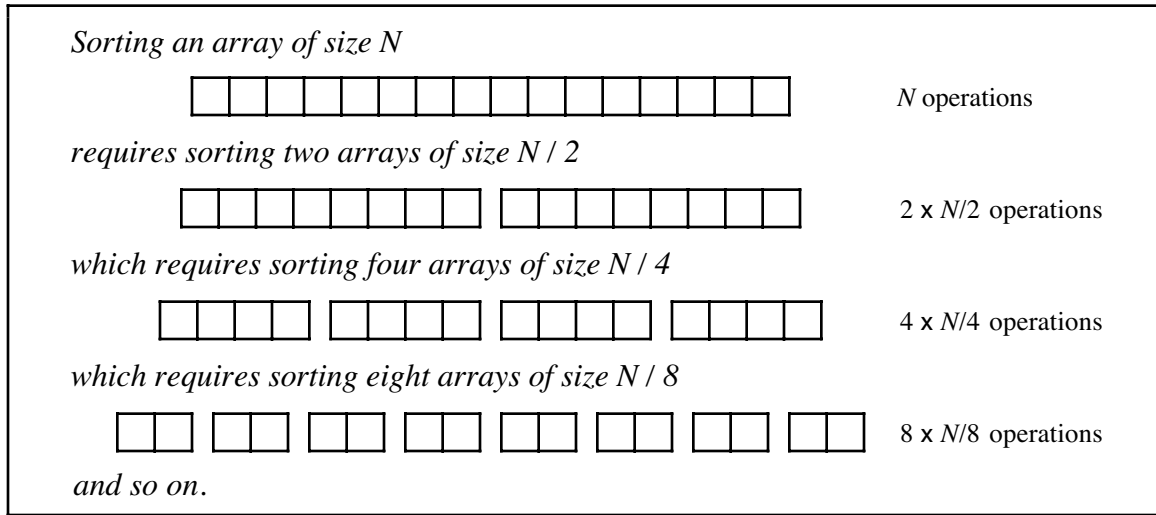 Sorting an array of size N
N operations
requires sorting two arrays of size N / 2
2 x N/2 operations
which requires sorting four arrays of size N / 4
4 x N/4 operations
which requires sorting eight arrays of size N / 8
8 x N/8 operations
and so on.